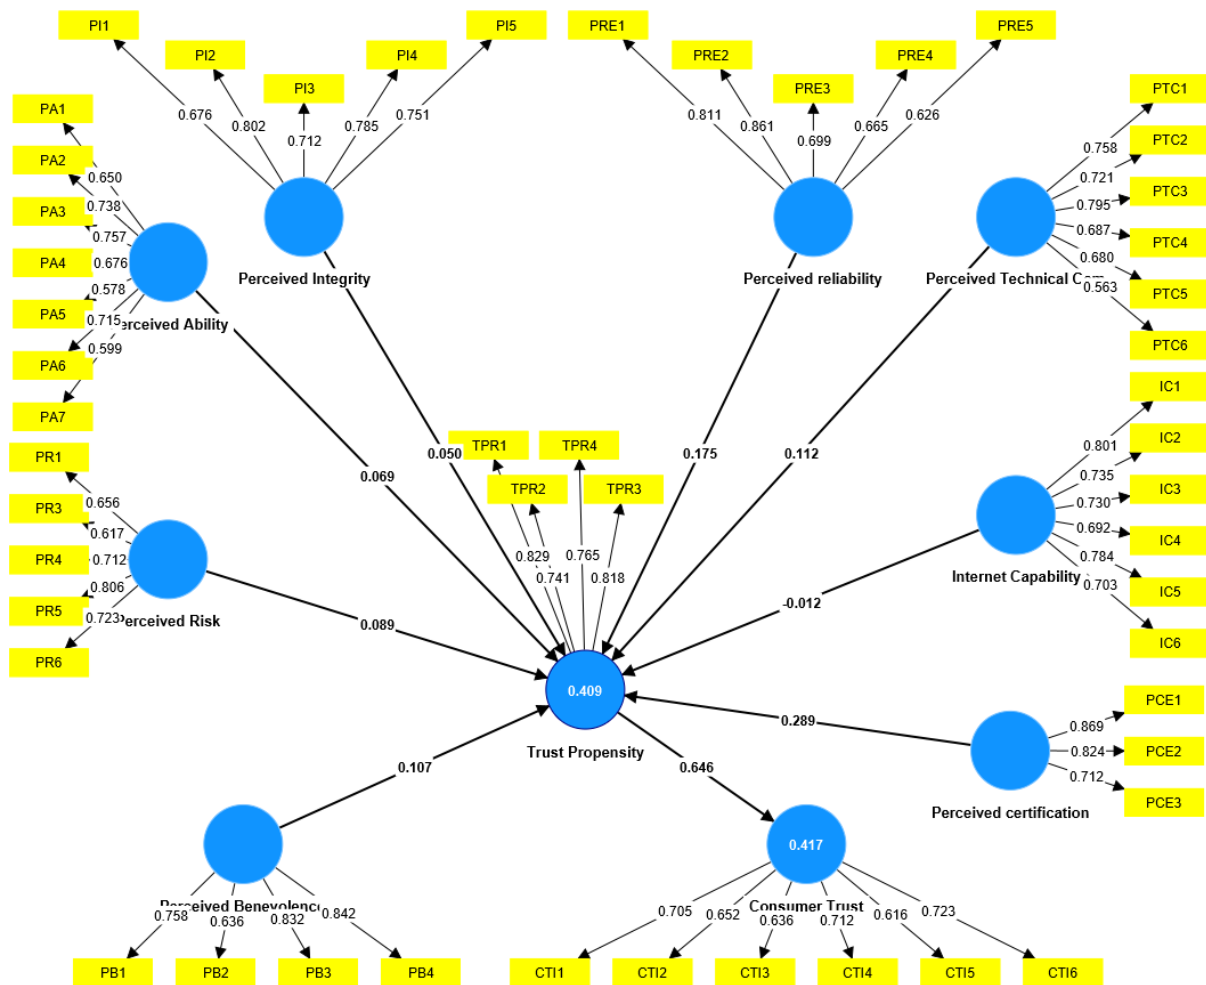 PI1
PI2
PI3
PI4
PI5
0.676
0.802
0.712
0.785
0.751
Perceived Integrity
PRE1
PRE2
PRE3
PRE4
PRE5
0.811
0.861
0.699
0.665
0.626
Perceived reliability
PA1
PA2
PA3
PA4
PA5
PA6
PA7
0.650
0.738
0.757
0.676
0.578
0.715
0.599
erceived Ability
PTC1
PTC2
PTC3
PTC4
PTC5
PTC6
0.758
0.721
0.795
0.687
0.680
0.563
Perceived Technical
PR1
PR3
PR4
PR5
PR6
0.656
0.617
0.712
0.806
0.723
erceived Risk
IC1
IC2
IC3
IC4
IC5
IC6
0.801
0.735
0.730
0.692
0.784
0.703
Internet Capability
TPR1
TPR4
TPR2
TPR3
0.829
0.741
0.765
0.818
0.050
0.069
0.175
0.112
-0.012
0.089
0.289
0.107
0.646
0.409
Trust Propensity
PCE1
PCE2
PCE3
0.869
0.824
0.712
Perceived certification
Perceived Benevolence
0.758
0.636
0.832
0.842
PB1
PB2
PB3
PB4
0.417
Consumer Trust
0.705
0.652
0.636
0.712
0.616
0.723
CTI1
CTI2
CTI3
CTI4
CTI5
CTI6